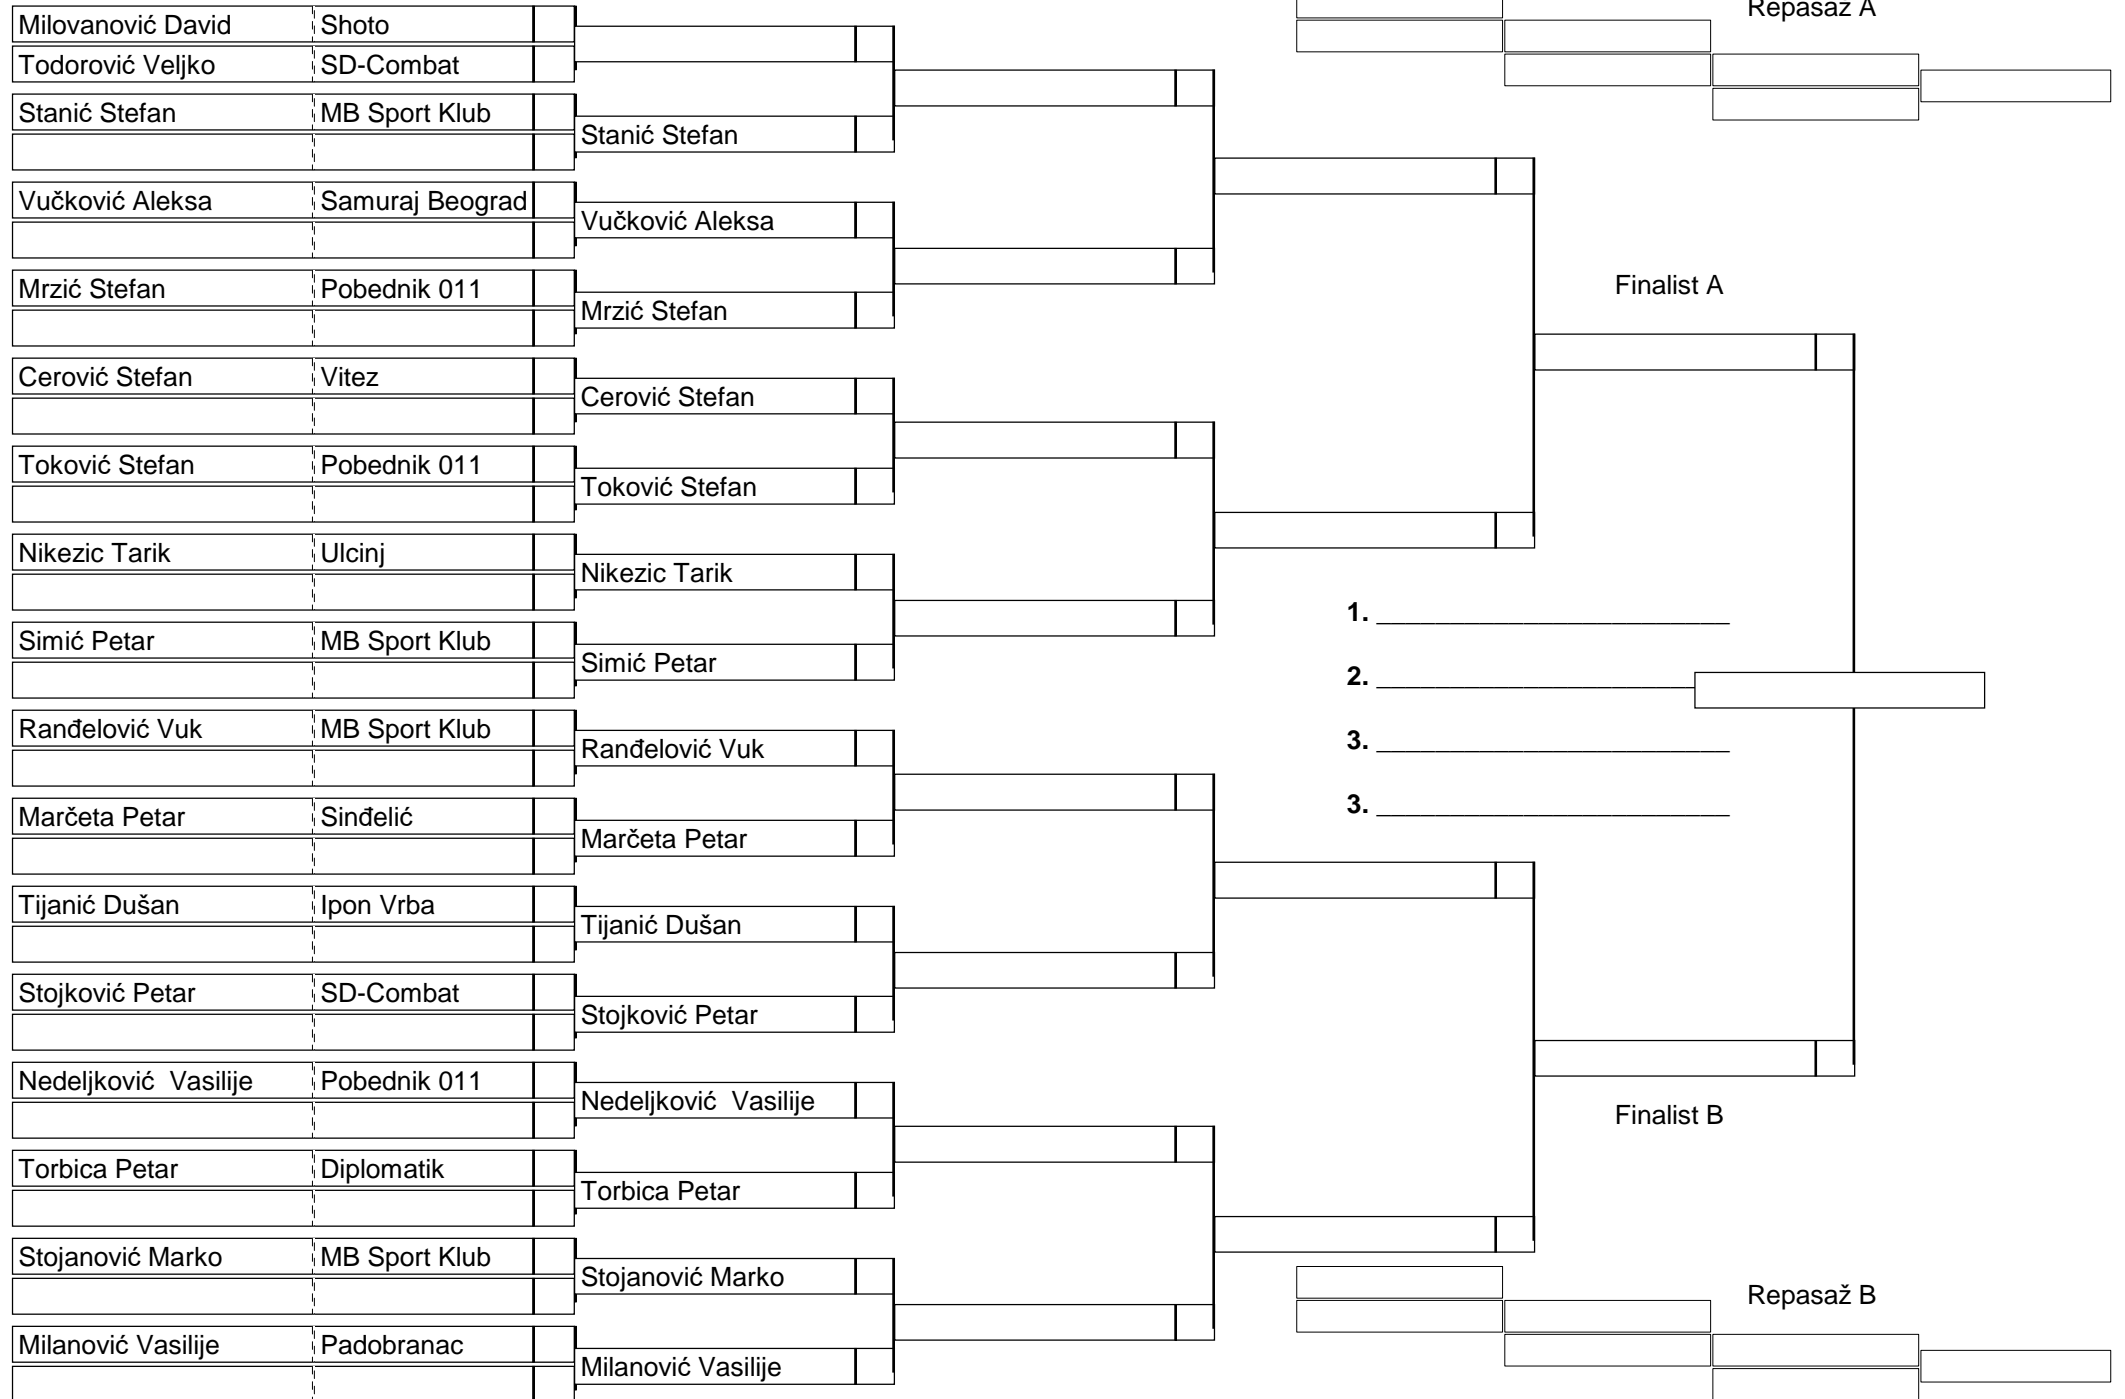 Milovanović David Shoto
Todorović Veljko SD-Combat
Stanić Stefan MB Sport Klub
Vučković Aleksa Samuraj Beograd
Mrzić Stefan Pobednik 011
Cerović Stefan Vitez
Toković Stefan Pobednik 011
Nikezic Tarik Ulcinj
Simić Petar MB Sport Klub
Ranđelović Vuk MB Sport Klub
Marčeta Petar Sinđelić
Tijanić Dušan Ipon Vrba
Stojković Petar SD-Combat
Nedeljković  Vasilije Pobednik 011
Torbica Petar Diplomatik
Stojanović Marko MB Sport Klub
Milanović Vasilije Padobranac
Stanić Stefan
Vučković Aleksa
Mrzić Stefan
Cerović Stefan
Toković Stefan
Nikezic Tarik
Simić Petar
Ranđelović Vuk
Marčeta Petar
Tijanić Dušan
Stojković Petar
Nedeljković  Vasilije
Torbica Petar
Stojanović Marko
Milanović Vasilije
Repasaž A
Finalist A
1. ________________________
2. ________________________
3. ________________________
3. ________________________
Finalist B
Repasaž B